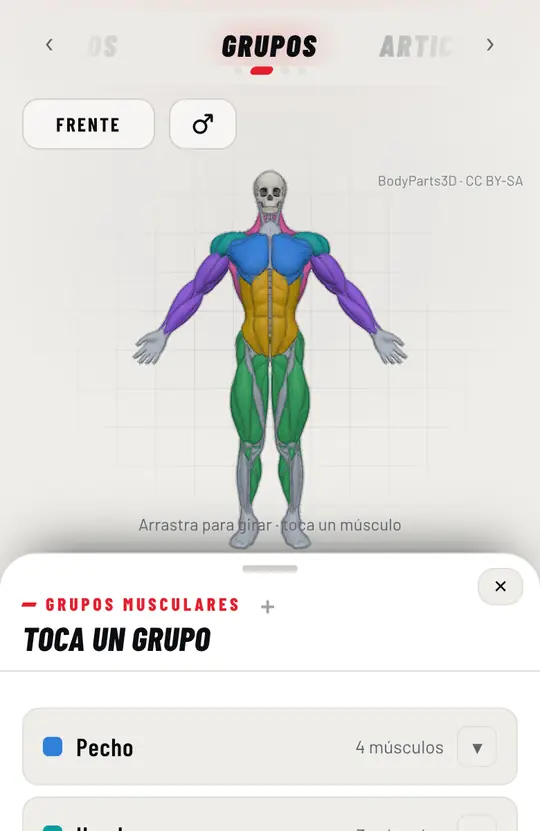 GRUPOS
FRENTE
BodyParts3D · CC BY-SA
Arrastra para girar · toca un músculo
GRUPOS MUSCULARES +
TOCA UN GRUPO
Pecho 4 músculos